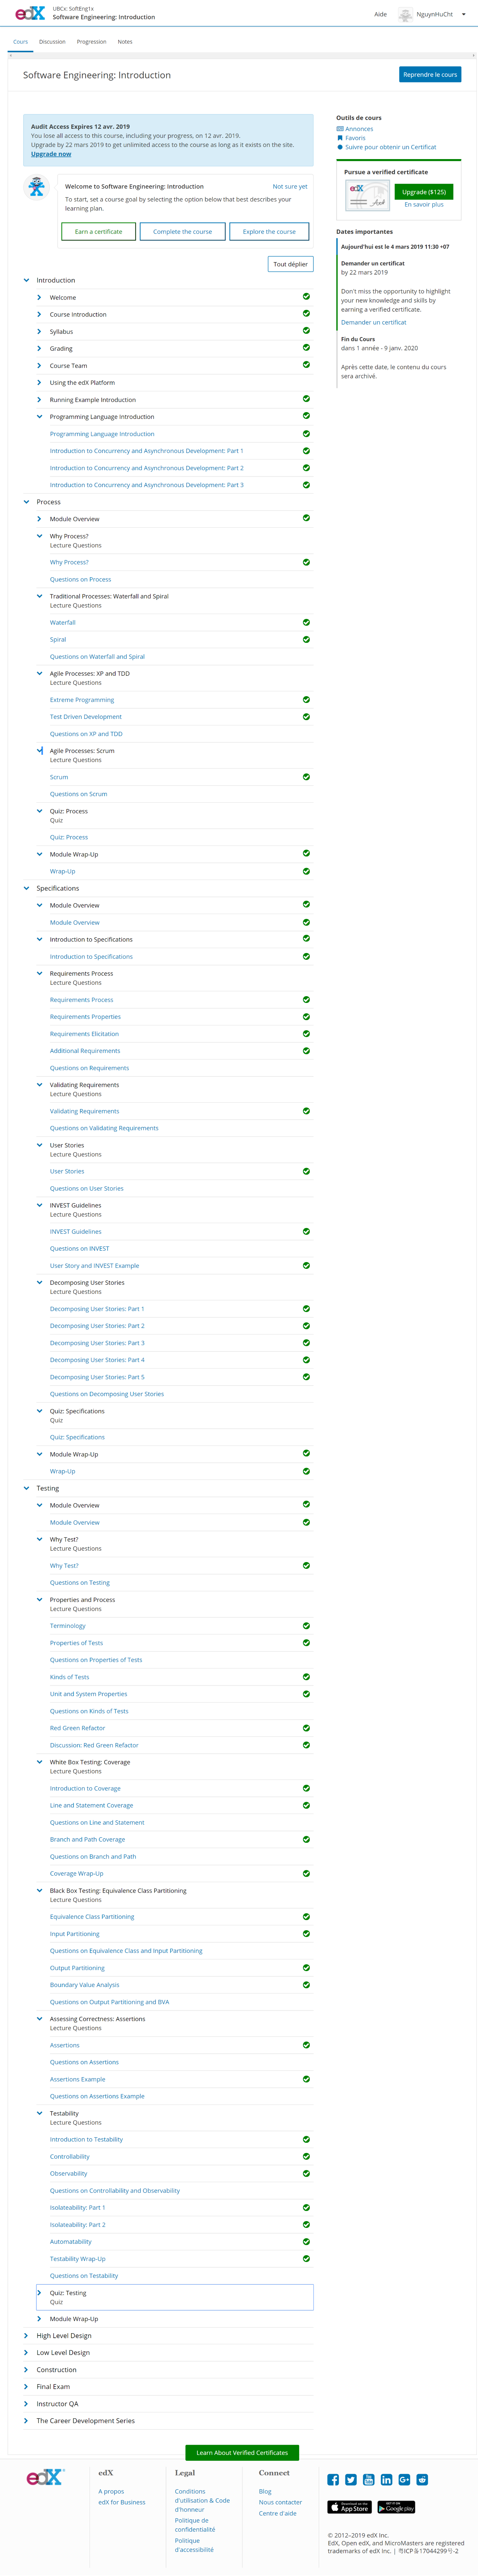 edX
UBCx: SoftEng1x
Software Engineering: Introduction
Aide
NguynHuCht
Cours
Discussion
Progression
Notes
Software Engineering: Introduction
Reprendre le cours
Audit Access Expires 12 avr. 2019
You lose all access to this course, including your progress, on 12 avr. 2019.
Upgrade by 22 mars 2019 to get unlimited access to the course as long as it exists on the site.
Upgrade now
Welcome to Software Engineering: Introduction
Not sure yet
To start, set a course goal by selecting the option below that best describes your
learning plan.
Earn a certificate
Complete the course
Explore the course
Tout déplier
Introduction
Welcome
Course Introduction
Syllabus
Grading
Course Team
Using the edX Platform
Running Example Introduction
Programming Language Introduction
Programming Language Introduction
Introduction to Concurrency and Asynchronous Development: Part 1
Introduction to Concurrency and Asynchronous Development: Part 2
Introduction to Concurrency and Asynchronous Development: Part 3
Process
Module Overview
Why Process?
Lecture Questions
Why Process?
Questions on Process
Traditional Processes: Waterfall and Spiral
Lecture Questions
Waterfall
Spiral
Questions on Waterfall and Spiral
Agile Processes: XP and TDD
Lecture Questions
Extreme Programming
Test Driven Development
Questions on XP and TDD
Agile Processes: Scrum
Lecture Questions
Scrum
Questions on Scrum
Quiz: Process
Quiz
Quiz: Process
Module Wrap-Up
Wrap-Up
Specifications
Module Overview
Module Overview
Introduction to Specifications
Introduction to Specifications
Requirements Process
Lecture Questions
Requirements Process
Requirements Properties
Requirements Elicitation
Additional Requirements
Questions on Requirements
Validating Requirements
Lecture Questions
Validating Requirements
Questions on Validating Requirements
User Stories
Lecture Questions
User Stories
Questions on User Stories
INVEST Guidelines
Lecture Questions
INVEST Guidelines
Questions on INVEST
User Story and INVEST Example
Decomposing User Stories
Lecture Questions
Decomposing User Stories: Part 1
Decomposing User Stories: Part 2
Decomposing User Stories: Part 3
Decomposing User Stories: Part 4
Decomposing User Stories: Part 5
Questions on Decomposing User Stories
Quiz: Specifications
Quiz
Quiz: Specifications
Module Wrap-Up
Wrap-Up
Testing
Module Overview
Module Overview
Why Test?
Lecture Questions
Why Test?
Questions on Testing
Properties and Process
Lecture Questions
Terminology
Properties of Tests
Questions on Properties of Tests
Kinds of Tests
Unit and System Properties
Questions on Kinds of Tests
Red Green Refactor
Discussion: Red Green Refactor
White Box Testing: Coverage
Lecture Questions
Introduction to Coverage
Line and Statement Coverage
Questions on Line and Statement
Branch and Path Coverage
Questions on Branch and Path
Coverage Wrap-Up
Black Box Testing: Equivalence Class Partitioning
Lecture Questions
Equivalence Class Partitioning
Input Partitioning
Questions on Equivalence Class and Input Partitioning
Output Partitioning
Boundary Value Analysis
Questions on Output Partitioning and BVA
Assessing Correctness: Assertions
Lecture Questions
Assertions
Questions on Assertions
Assertions Example
Questions on Assertions Example
Testability
Lecture Questions
Introduction to Testability
Controllability
Observability
Questions on Controllability and Observability
Isolateability: Part 1
Isolateability: Part 2
Automatability
Testability Wrap-Up
Questions on Testability
Quiz: Testing
Quiz
Module Wrap-Up
High Level Design
Low Level Design
Construction
Final Exam
Instructor QA
The Career Development Series
Outils de cours
Annonces
Favoris
Suivre pour obtenir un Certificat
Pursue a verified certificate
edX
Upgrade ($125)
En savoir plus
Dates importantes
Aujourd'hui est le 4 mars 2019 11:30 +07
Demander un certificat
by 22 mars 2019
Don't miss the opportunity to highlight
your new knowledge and skills by
earning a verified certificate.
Demander un certificat
Fin du Cours
dans 1 année - 9 janv. 2020
Après cette date, le contenu du cours
sera archivé.
Learn About Verified Certificates
edX
edX
A propos
edX for Business
Legal
Conditions
d'utilisation & Code
d'honneur
Politique de
confidentialité
Politique
d'accessibilité
Connect
Blog
Nous contacter
Centre d'aide
App Store
Google play
© 2012–2019 edX Inc.
EdX, Open edX, and MicroMasters are registered
trademarks of edX Inc. | 粤ICP备17044299号-2